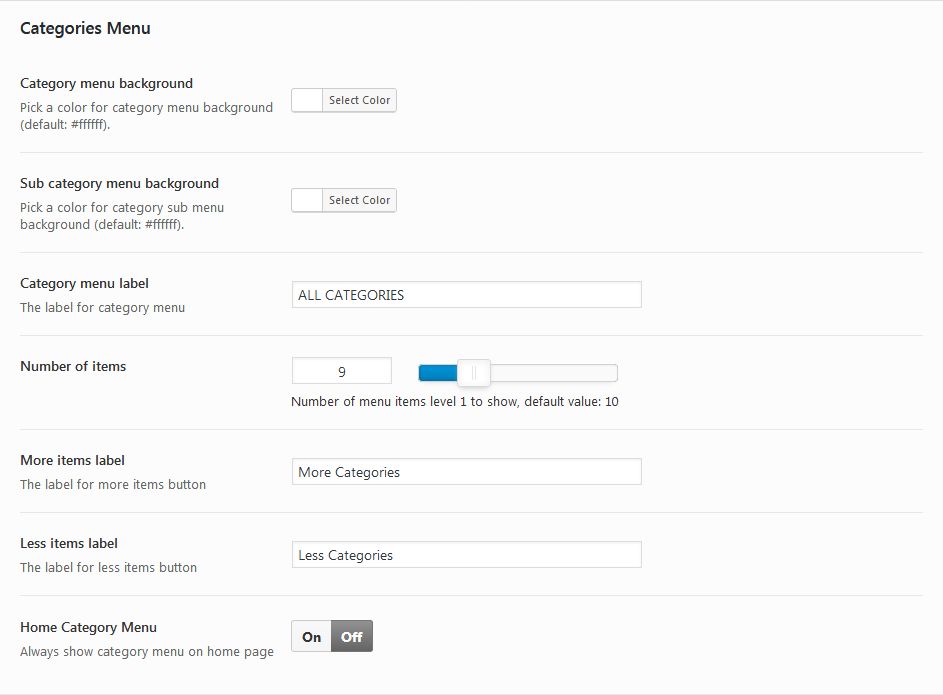 Categories Menu
Category menu background
Pick a color for category menu background
(default: #ffffff).
Select Color
Sub category menu background
Pick a color for category sub menu
background (default: #ffffff).
Select Color
Category menu label
The label for category menu
ALL CATEGORIES
Number of items
9
Number of menu items level 1 to show, default value: 10
More items label
The label for more items button
More Categories
Less items label
The label for less items button
Less Categories
Home Category Menu
Always show category menu on home page
On Off